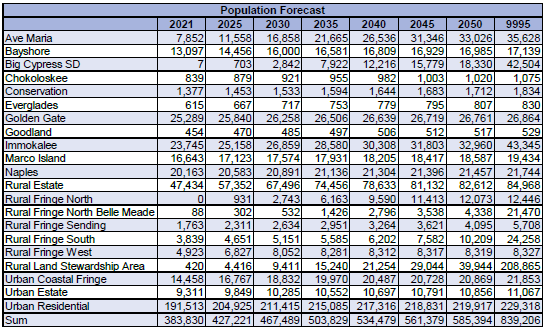 Population Forecast
2021 2025 2030 2035 2040 2045 2050 9995
Ave Maria 7,852 11,558 16,858 21,665 26,536 31,346 33,026 35,628
Bayshore 13,097 14,456 16,000 16,581 16,809 16,929 16,985 17,139
Big Cypress SD 7 703 2,842 7,922 12,216 15,779 18,330 42,504
Chokoloskee 839 879 921 955 982 1,003 1,020 1,075
Conservation 1,377 1,453 1,533 1,594 1,644 1,683 1,712 1,834
Everglades 615 667 717 753 779 795 807 830
Golden Gate 25,289 25,840 26,258 26,506 26,639 26,719 26,761 26,864
Goodland 454 470 485 497 506 512 517 529
Immokalee 23,745 25,158 26,859 28,580 30,308 31,803 32,960 43,345
Marco Island 16,643 17,123 17,574 17,931 18,205 18,417 18,587 19,434
Naples 20,163 20,583 20,891 21,136 21,304 21,396 21,457 21,744
Rural Estate 47,434 57,352 67,496 74,456 78,633 81,132 82,612 84,968
Rural Fringe North 0 931 2,743 6,163 9,590 11,413 12,073 12,446
Rural Fringe North Belle Meade 88 302 532 1,426 2,796 3,538 4,338 21,470
Rural Fringe Sending 1,763 2,311 2,634 2,951 3,264 3,621 4,095 5,708
Rural Fringe South 3,839 4,651 5,151 5,585 6,202 7,582 10,209 24,258
Rural Fringe West 4,923 6,827 8,052 8,281 8,312 8,317 8,319 8,327
Rural Land Stewardship Area 420 4,416 9,411 15,240 21,254 29,044 39,944 208,865
Urban Coastal Fringe 14,458 16,767 18,832 19,970 20,487 20,728 20,869 21,853
Urban Estate 9,311 9,849 10,285 10,552 10,697 10,791 10,856 11,067
Urban Residential 191,513 204,925 211,415 215,085 217,316 218,831 219,917 229,318
Sum 383,830 427,221 467,489 503,829 534,479 561,379 585,394 839,206